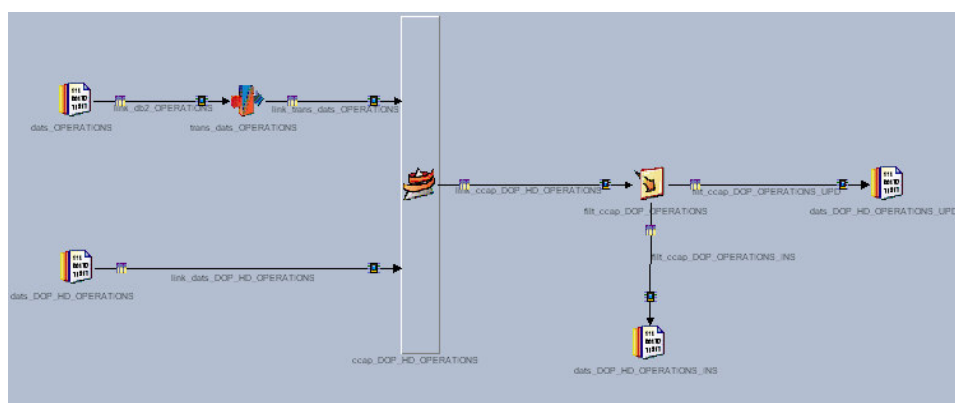 link_db2_OPERATIONS
link_trans_dats_OPERATIONS
dats_OPERATIONS
trans_dats_OPERATIONS
link_ccap_DOP_HD_OPERATIONS
filt_ccap_DOP_OPERATIONS_UPD
filt_ccap_DOP_OPERATIONS
dats_DOP_HD_OPERATIONS_UPD
filt_ccap_DOP_OPERATIONS_INS
link_dats_DOP_HD_OPERATIONS
dats_DOP_HD_OPERATIONS
ccap_DOP_HD_OPERATIONS
dats_DOP_HD_OPERATIONS_INS